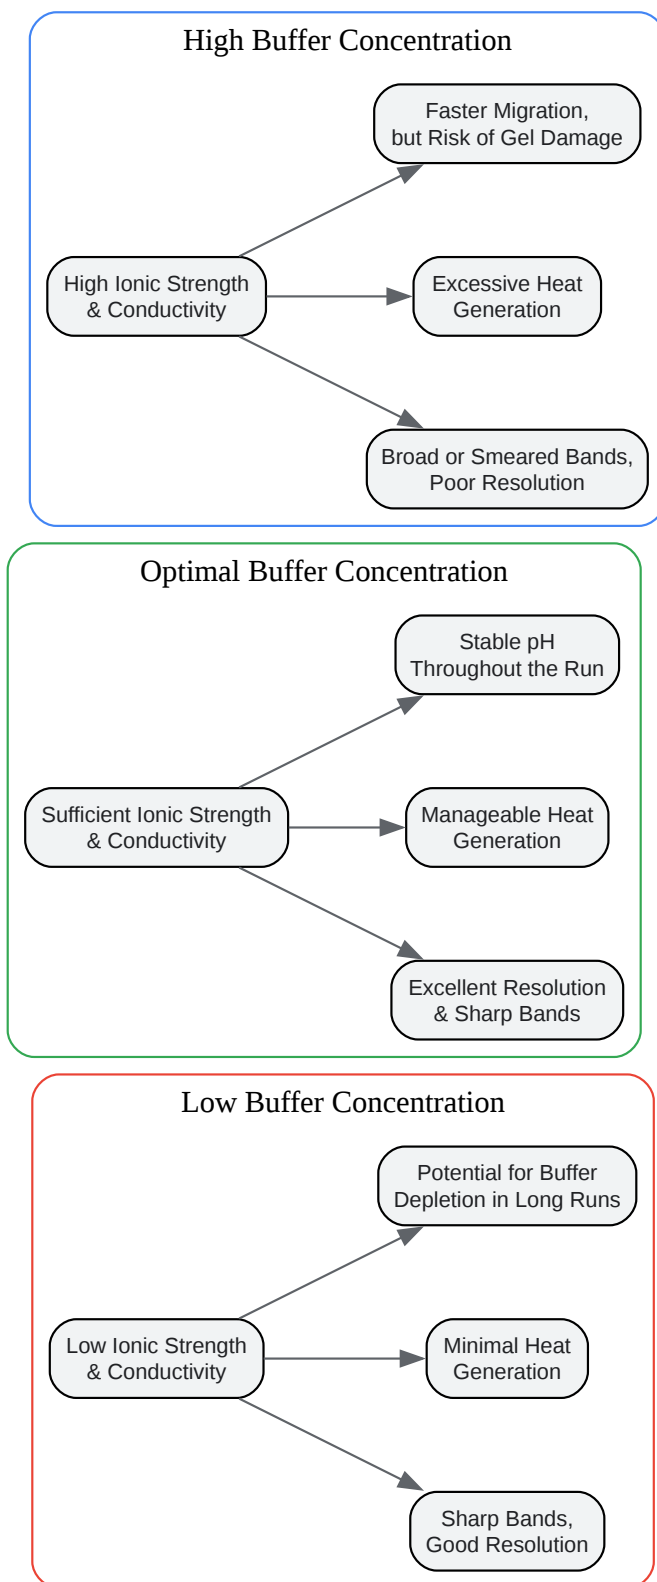 High Buffer Concentration
Faster Migration,
but Risk of Gel Damage
High Ionic Strength
& Conductivity
Excessive Heat
Generation
Broad or Smeared Bands,
Poor Resolution
Optimal Buffer Concentration
Stable pH
Throughout the Run
Sufficient Ionic Strength
& Conductivity
Manageable Heat
Generation
Excellent Resolution
& Sharp Bands
Low Buffer Concentration
Potential for Buffer
Depletion in Long Runs
Low Ionic Strength
& Conductivity
Minimal Heat
Generation
Sharp Bands,
Good Resolution